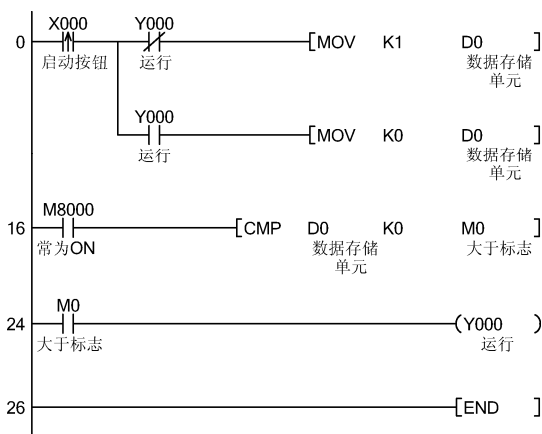 X000 Y000
0 [MOV K1 D0 ]
启动按钮 运行 数据存储
单元
Y000
[MOV K0 D0 ]
运行 数据存储
单元
M8000
16 [CMP D0 K0 M0 ]
常为ON 数据存储 大于标志
单元
M0
24 (Y000 )
大于标志 运行
26 [END ]